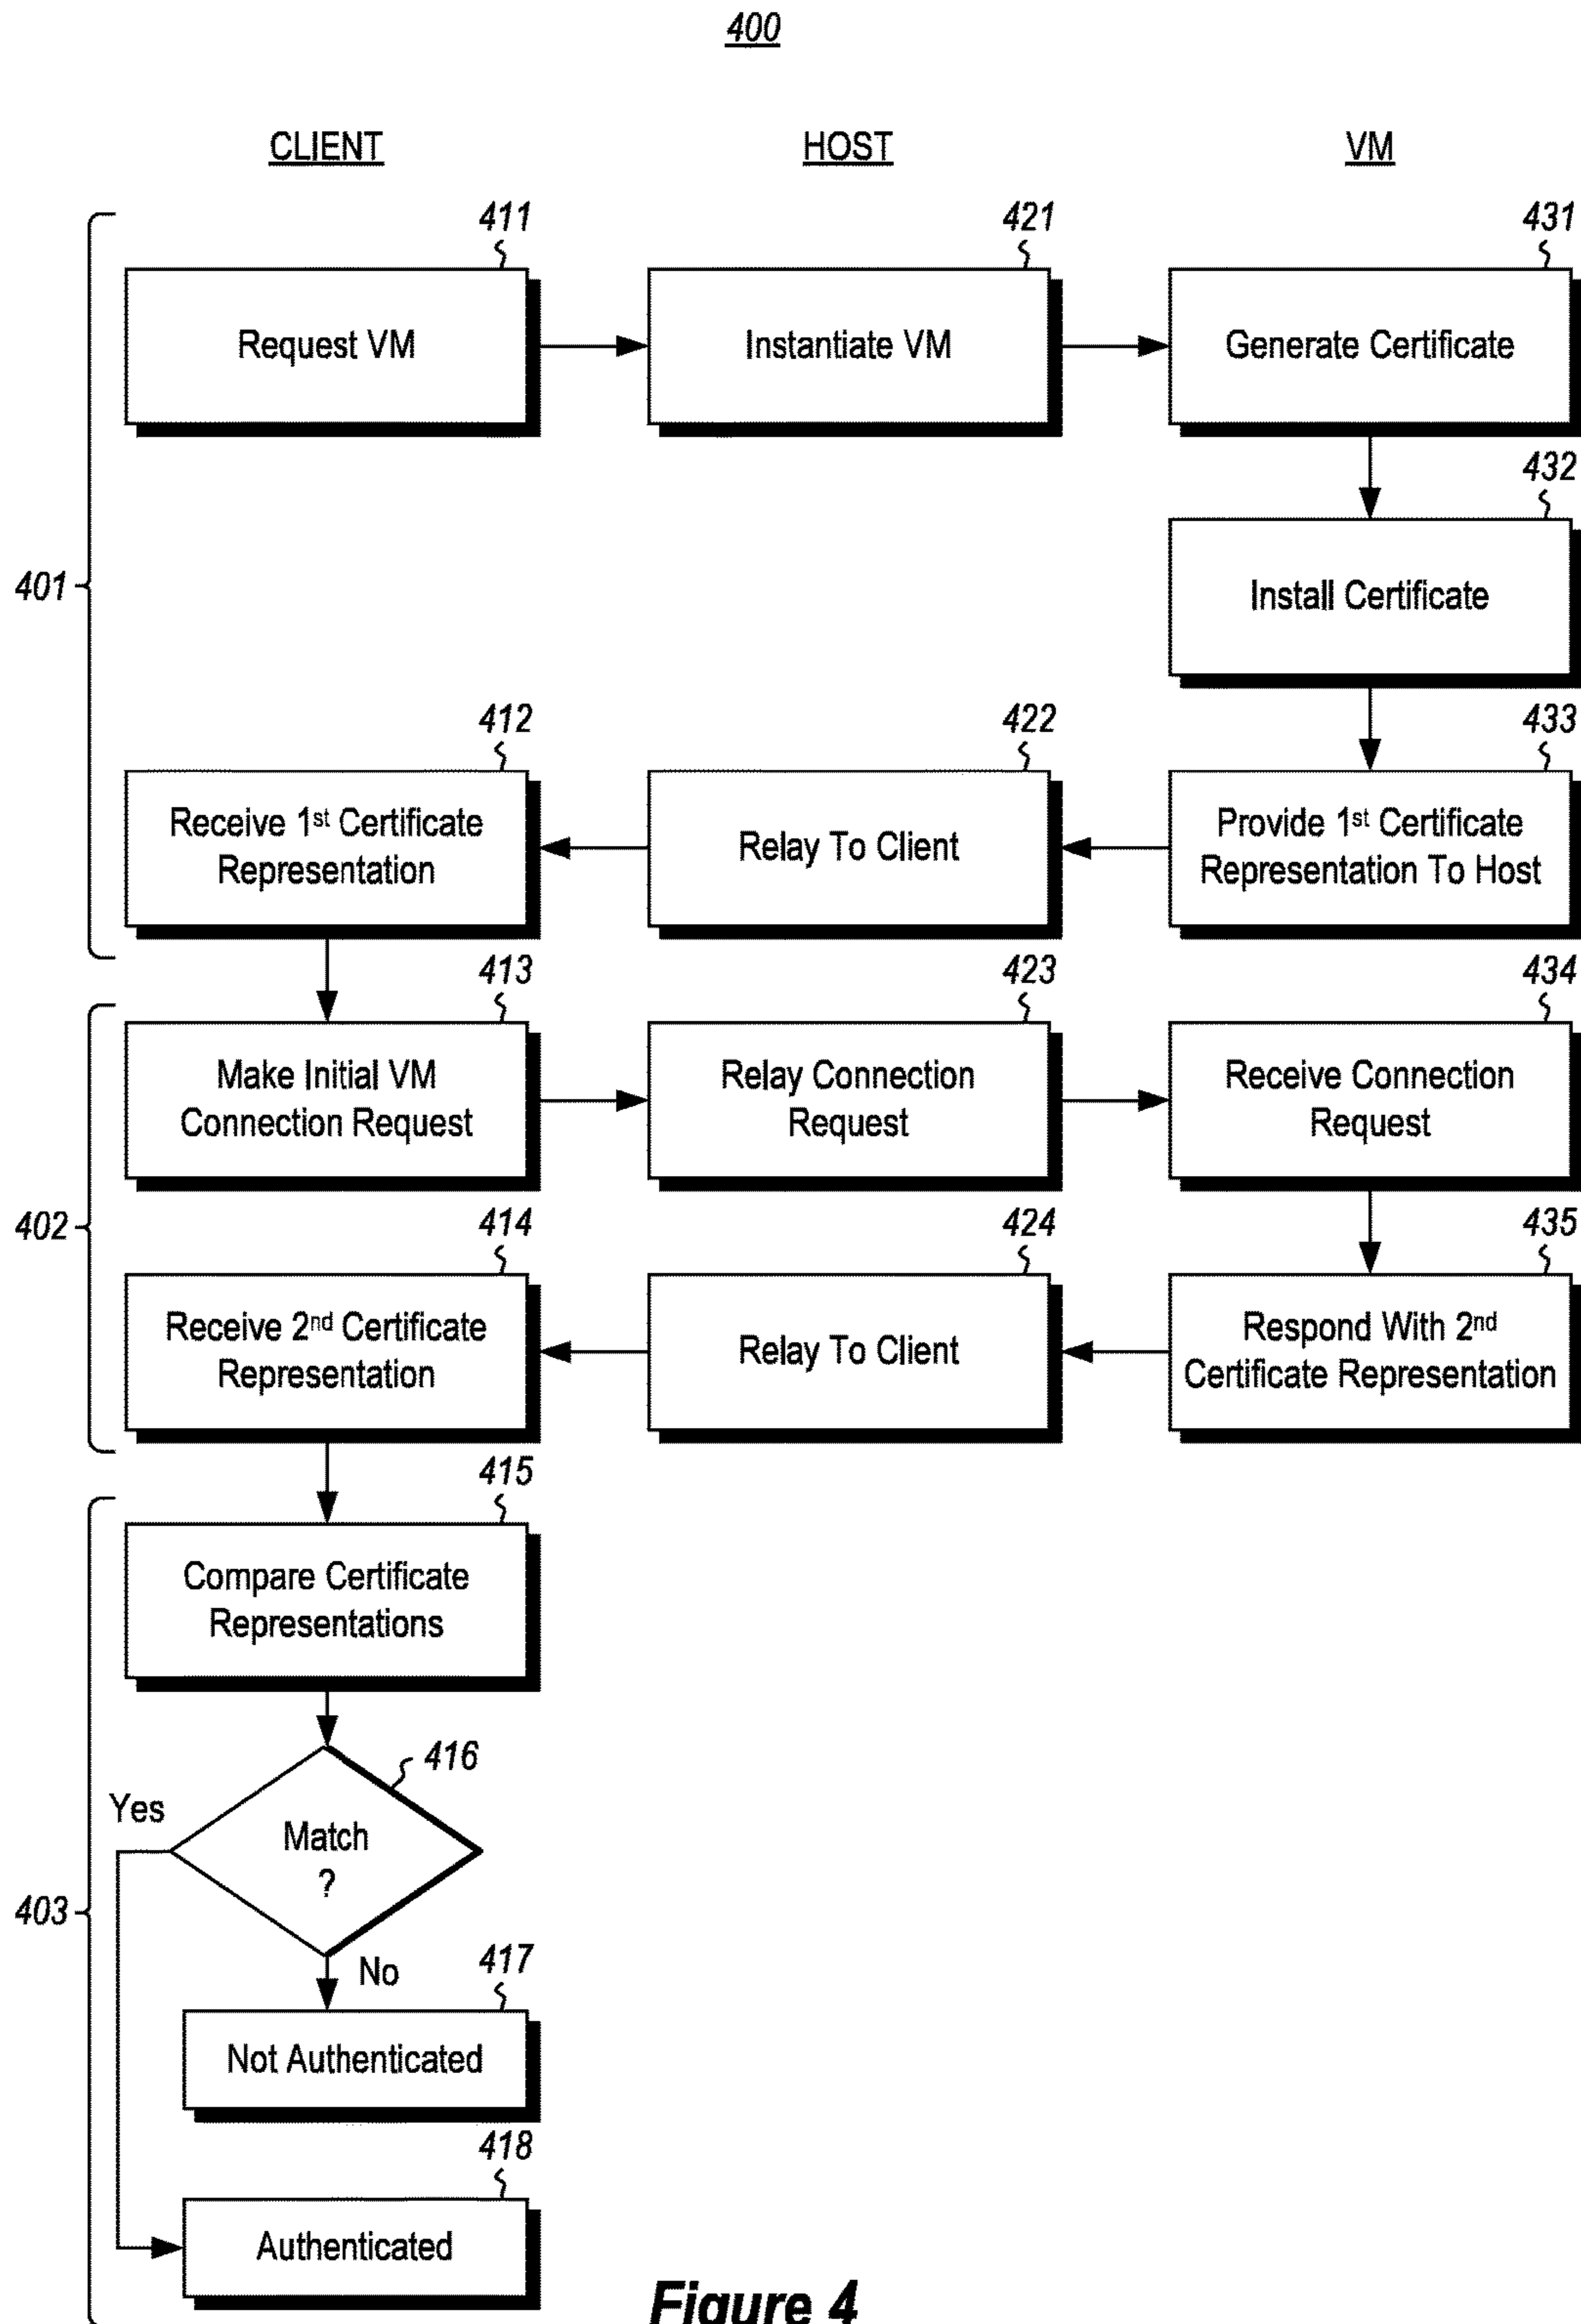 400
CLIENT
HOST
VM
411
421
431
Request VM
Instantiate VM
Generate Certificate
432
Install Certificate
401
412
422
433
Receive 1st Certificate
Representation
Relay To Client
Provide 1st Certificate
Representation To Host
413
423
434
Make Initial VM
Connection Request
Relay Connection
Request
Receive Connection
Request
402
414
424
435
Receive 2nd Certificate
Representation
Relay To Client
Respond With 2nd
Certificate Representation
415
Compare Certificate
Representations
416
Yes
Match
?
403
No
417
Not Authenticated
418
Authenticated
Figure 4